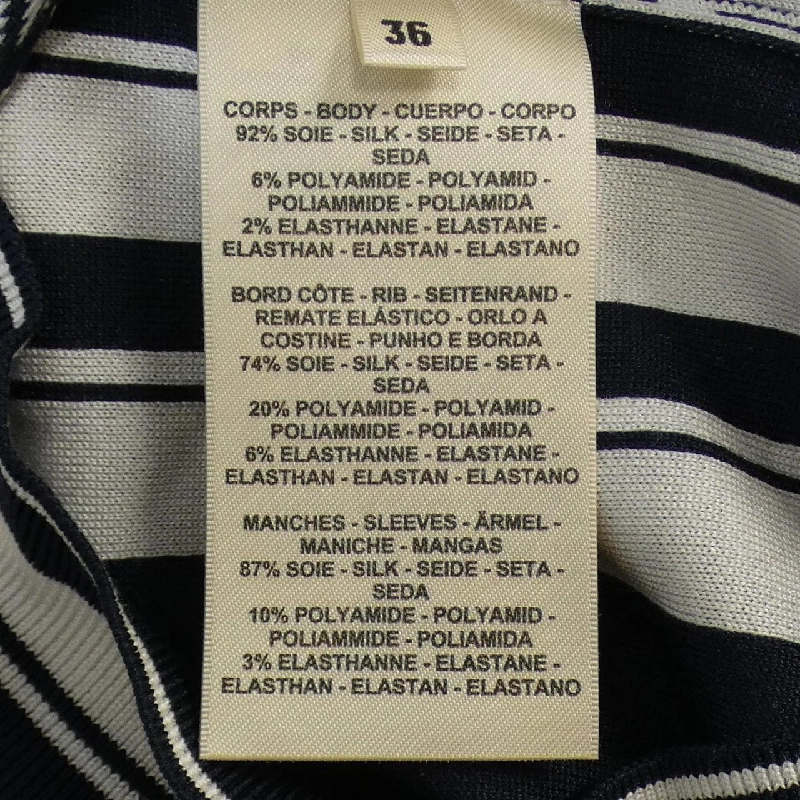 36
CORPS - BODY - CUERPO - CORPO
92% SOIE - SILK - SEIDE - SETA -
SEDA
6% POLYAMIDE - POLYAMID -
POLIAMMIDE - POLIAMIDA
2% ELASTHANNE - ELASTANE -
ELASTHAN - ELASTAN - ELASTANO
BORD CÔTE - RIB - SEITENRAND -
REMATE ELÁSTICO - ORLO A
COSTINE - PUNHO E BORDA
74% SOIE - SILK - SEIDE - SETA -
SEDA
20% POLYAMIDE - POLYAMID -
POLIAMMIDE - POLIAMIDA
6% ELASTHANNE - ELASTANE -
ELASTHAN - ELASTAN - ELASTANO
MANCHES - SLEEVES - ÄRMEL -
MANICHE - MANGAS
87% SOIE - SILK - SEIDE - SETA -
SEDA
10% POLYAMIDE - POLYAMID -
POLIAMMIDE - POLIAMIDA
3% ELASTHANNE - ELASTANE -
ELASTHAN - ELASTAN - ELASTANO